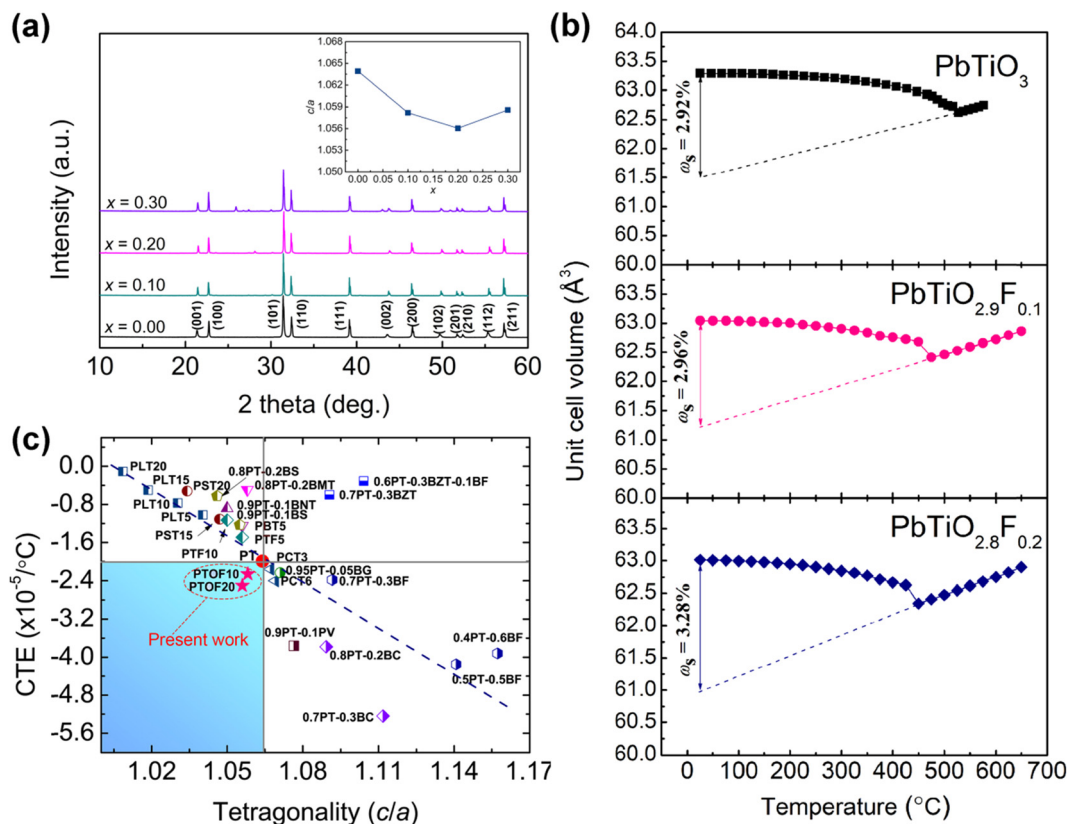 (a)
Intensity (a.u.)
1.068
1.065
1.062
1.059
1.056
1.053
1.050
c/a
0.00 0.10 0.20 0.30
x
x = 0.30
x = 0.20
x = 0.10
x = 0.00
(001)
(100)
(101)
(110)
(111)
(002)
(200)
(102)
(201)
(210)
(112)
(211)
10 20 30 40 50 60
2 theta (deg.)
(b)
Unit cell volume (Å3)
64.0
63.5
63.0
62.5
62.0
61.5
61.0
60.5
60.0
PbTiO3
ωs = 2.92%
63.5
63.0
62.5
62.0
61.5
61.0
60.5
60.0
PbTiO2.9F0.1
ωs = 2.96%
63.5
63.0
62.5
62.0
61.5
61.0
60.5
60.0
PbTiO2.8F0.2
ωs = 3.28%
0 100 200 300 400 500 600 700
Temperature (°C)
(c)
CTE (x10-5/°C)
0.0
-0.8
-1.6
-2.4
-3.2
-4.0
-4.8
-5.6
PLT20
PLT15
PST20
0.8PT-0.2BS
0.8PT-0.2BMT
0.6PT-0.3BZT-0.1BF
0.7PT-0.3BZT
PLT10
0.9PT-0.1BNT
PLT5
0.9PT-0.1BS
PST15
PBT5
PTF5
PTF10
PT
PCT3
0.95PT-0.05BG
PTOF10
PCT6
0.7PT-0.3BF
PTOF20
Present work
0.9PT-0.1PV
0.8PT-0.2BC
0.4PT-0.6BF
0.5PT-0.5BF
0.7PT-0.3BC
1.02 1.05 1.08 1.11 1.14 1.17
Tetragonality (c/a)